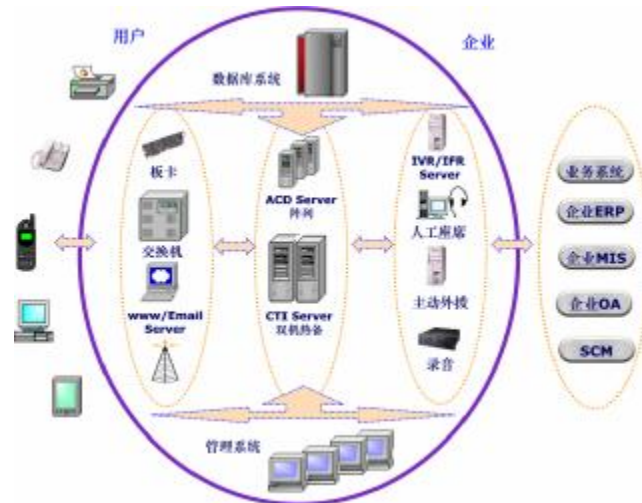 用户
企业
数据库系统
板卡
交换机
www/Email
Server
ACD Server
阵列
CTI Server
双机热备
IVR/IFR
Server
人工座席
主动外拨
录音
管理系统
业务系统
企业ERP
企业MIS
企业OA
SCM